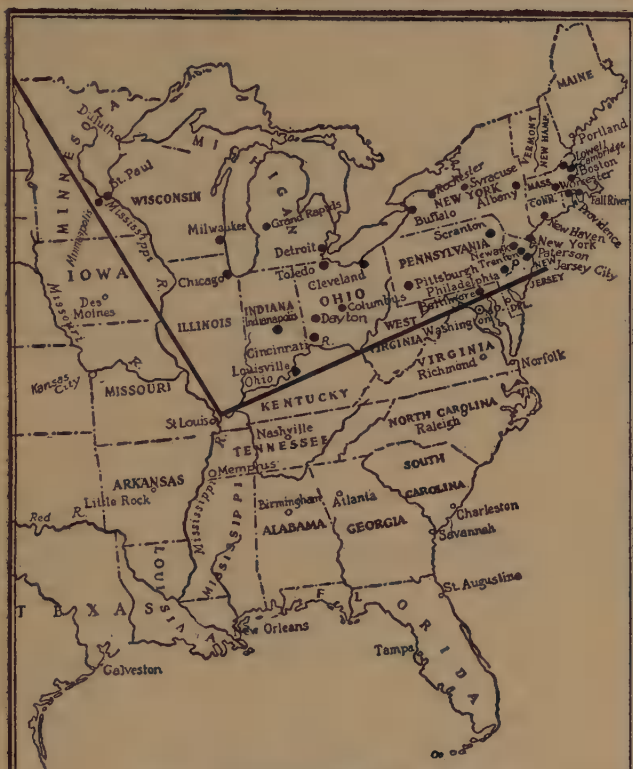 MAINE
MINNESOTA
Duluth
VERMONT
NEW HAMP.
Portland
Lowell
Cambridge
Boston
MASS.
Worcester
CONN.
R.I.
Fall River
Providence
New Haven
St. Paul
Minneapolis
Mississippi
WISCONSIN
MICHIGAN
Rochester
Syracuse
NEW YORK
Albany
Buffalo
Milwaukee
Grand Rapids
Detroit
Scranton
PENNSYLVANIA
New York
Newark
Paterson
Trenton
Jersey City
NEW JERSEY
IOWA
Chicago
Toledo
Cleveland
Pittsburg
Philadelphia
Baltimore
Des Moines
Missouri
ILLINOIS
INDIANA
Indianapolis
OHIO
Columbus
Dayton
WEST VIRGINIA
Washington
DEL.
Cincinnati
R.
Louisville
Ohio
VIRGINIA
Richmond
Norfolk
Kansas City
R.
MISSOURI
St Louis
KENTUCKY
R.
Nashville
TENNESSEE
NORTH CAROLINA
Raleigh
Memphis
ARKANSAS
Little Rock
SOUTH CAROLINA
Mississippi
MISSISSIPPI
Birmingham
ALABAMA
Atlanta
GEORGIA
Charleston
Savannah
Red R.
LOUISIANA
TEXAS
St. Augustine
FLORIDA
New Orleans
Tampa
Galveston